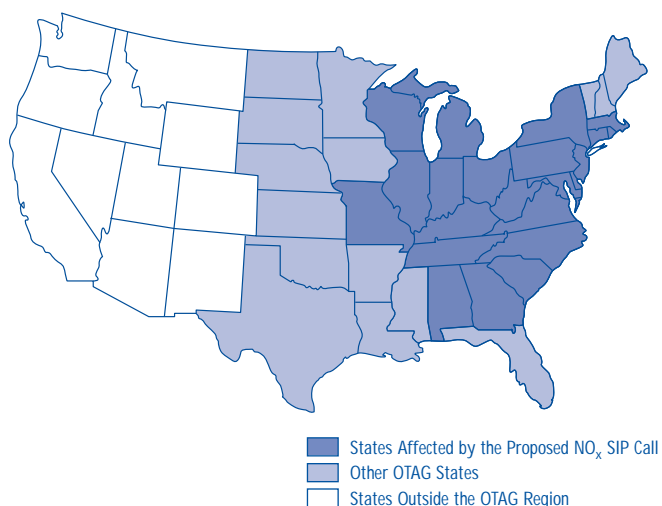 States Affected by the Proposed NOx SIP Call
Other OTAG States
States Outside the OTAG Region